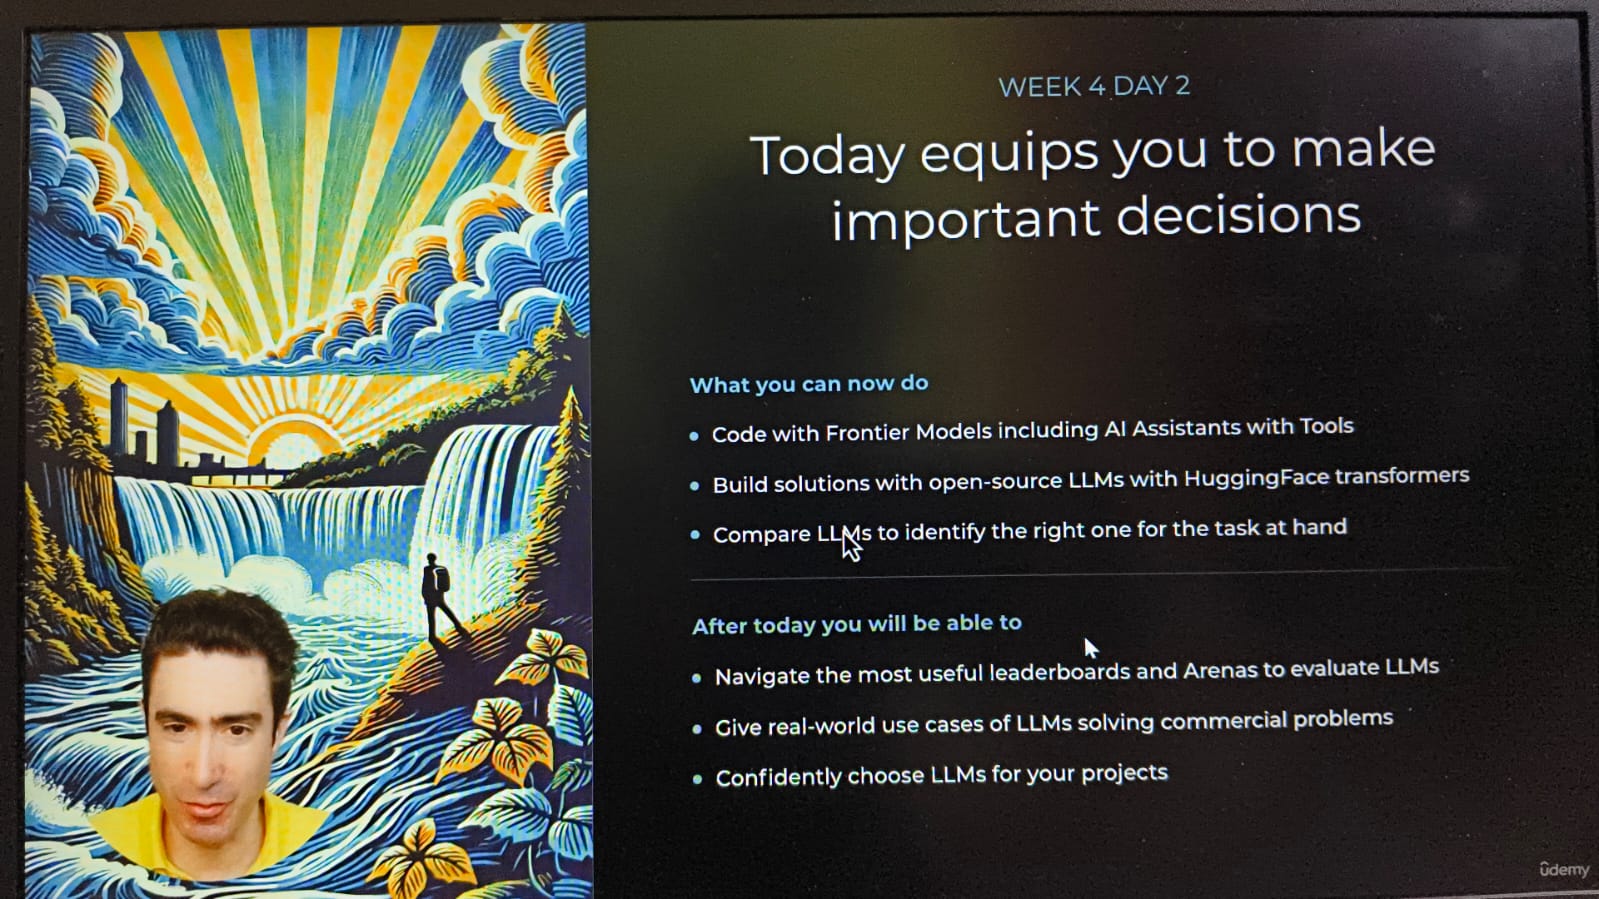 WEEK 4 DAY 2
Today equips you to make
important decisions
What you can now do
Code with Frontier Models including AI Assistants with Tools
Build solutions with open-source LLMs with HuggingFace transformers
Compare LLMs to identify the right one for the task at hand
After today you will be able to
Navigate the most useful leaderboards and Arenas to evaluate LLMs
Give real-world use cases of LLMs solving commercial problems
Confidently choose LLMs for your projects
ûdemy